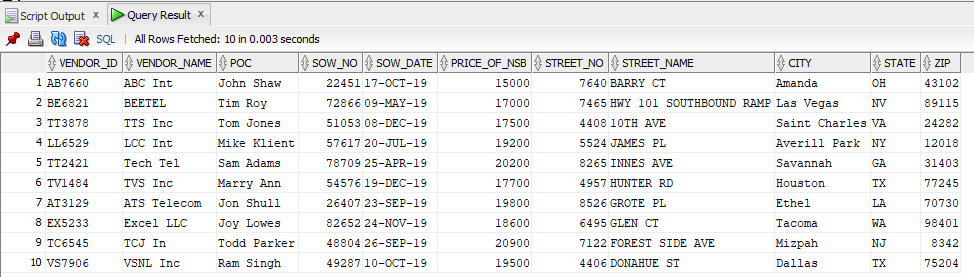 Script Output x Query Result x
SQL | All Rows Fetched: 10 in 0.003 seconds
VENDOR_ID VENDOR_NAME POC SOW_NO SOW_DATE PRICE_OF_NSB STREET_NO STREET_NAME CITY STATE ZIP
1 AB7660 ABC Int John Shaw 22451 17-OCT-19 15000 7640 BARRY CT Amanda OH 43102
2 BE6821 BEETEL Tim Roy 72866 09-MAY-19 17000 7465 HWY 101 SOUTHBOUND RAMP Las Vegas NV 89115
3 TT3878 TTS Inc Tom Jones 51053 08-DEC-19 17500 4408 10TH AVE Saint Charles VA 24282
4 LL6529 LCC Int Mike Klient 57617 20-JUL-19 19200 5524 JAMES PL Averill Park NY 12018
5 TT2421 Tech Tel Sam Adams 78709 25-APR-19 20200 8265 INNES AVE Savannah GA 31403
6 TV1484 TVS Inc Marry Ann 54576 19-DEC-19 17700 4957 HUNTER RD Houston TX 77245
7 AT3129 ATS Telecom Jon Shull 26407 23-SEP-19 19800 8526 GROTE PL Ethel LA 70730
8 EX5233 Excel LLC Joy Lowes 82652 24-NOV-19 18600 6495 GLEN CT Tacoma WA 98401
9 TC6545 TCJ In Todd Parker 48804 26-SEP-19 20900 7122 FOREST SIDE AVE Mizpah NJ 8342
10 VS7906 VSNL Inc Ram Singh 49287 10-OCT-19 19500 4406 DONAHUE ST Dallas TX 75204